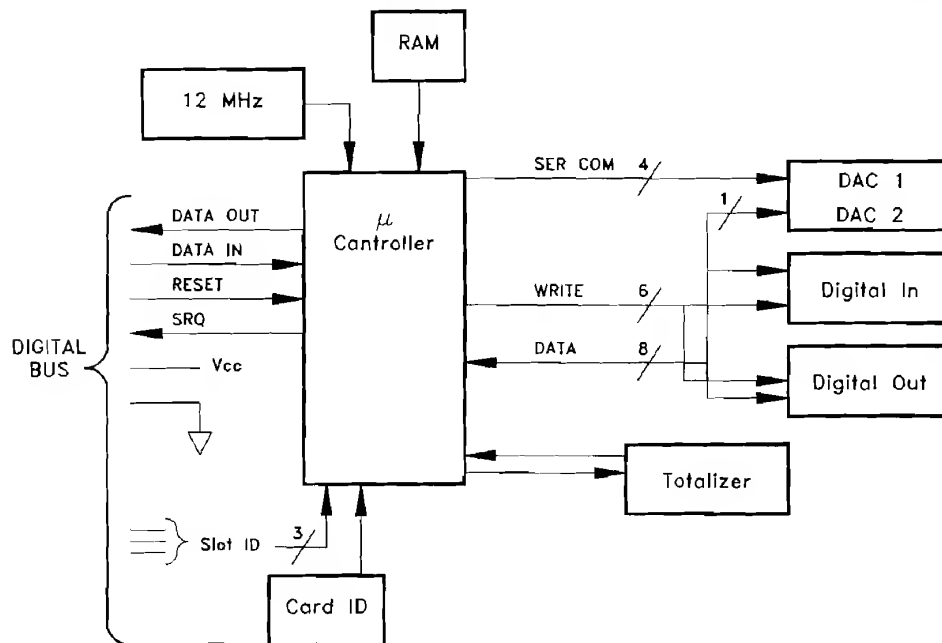 RAM
12 MHz
SER COM 4
DAC 1
1
DAC 2
μ
Cantroller
DATA OUT
DATA IN
RESET
SRQ
WRITE 6
Digital In
DIGITAL
BUS
Vcc
DATA 8
Digital Out
Totalizer
Slot ID
3
Card ID